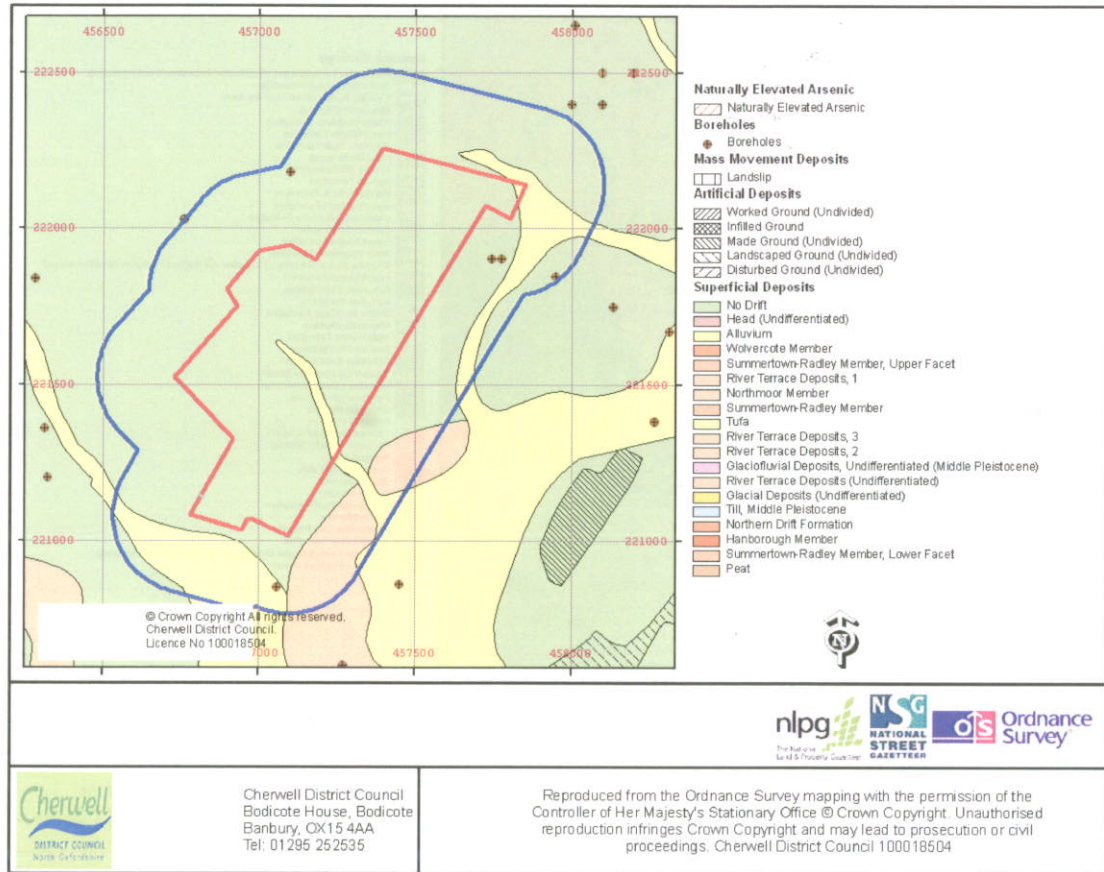 456500
457000
457500
458000
222500
222500
222000
222000
221500
221500
221000
221000
7000
457500
458000
© Crown Copyright All rights reserved.
Cherwell District Council.
Licence No 100018504
Naturally Elevated Arsenic
Naturally Elevated Arsenic
Boreholes
Boreholes
Mass Movement Deposits
Landslip
Artificial Deposits
Worked Ground (Undivided)
Infilled Ground
Made Ground (Undivided)
Landscaped Ground (Undivided)
Disturbed Ground (Undivided)
Superficial Deposits
No Drift
Head (Undifferentiated)
Alluvium
Wolvercote Member
Summertown-Radley Member, Upper Facet
River Terrace Deposits, 1
Northmoor Member
Summertown-Radley Member
Tufa
River Terrace Deposits, 3
River Terrace Deposits, 2
Glaciofluvial Deposits, Undifferentiated (Middle Pleistocene)
River Terrace Deposits (Undifferentiated)
Glacial Deposits (Undifferentiated)
Till, Middle Pleistocene
Northern Drift Formation
Hanborough Member
Summertown-Radley Member, Lower Facet
Peat
N
nlpg
The National
Land & Property Gazetteer
NSG
NATIONAL
STREET
GAZETTEER
OS
Ordnance
Survey
Cherwell
DISTRICT COUNCIL
North Oxfordshire
Cherwell District Council
Bodicote House, Bodicote
Banbury, OX15 4AA
Tel: 01295 252535
Reproduced from the Ordnance Survey mapping with the permission of the
Controller of Her Majesty's Stationary Office © Crown Copyright. Unauthorised
reproduction infringes Crown Copyright and may lead to prosecution or civil
proceedings. Cherwell District Council 100018504